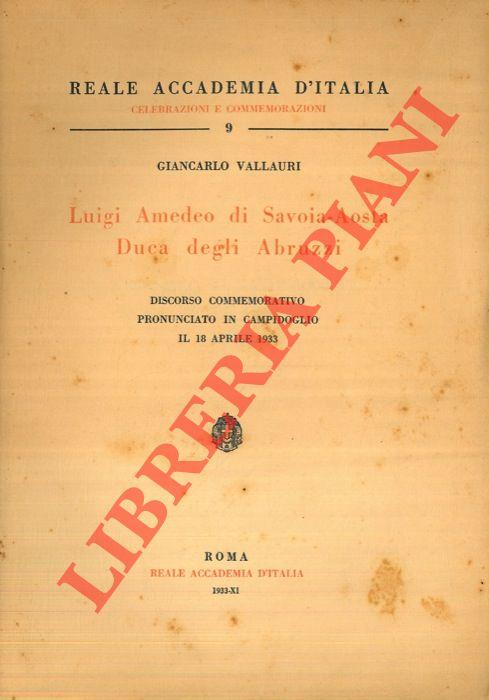 REALE ACCADEMIA D'ITALIA
CELEBRAZIONI E COMMEMORAZIONI
9
GIANCARLO VALLAURI
Luigi Amedeo di Savoia-Aosta
Duca degli Abruzzi
DISCORSO COMMEMORATIVO
PRONUNCIATO IN CAMPIDOGLIO
IL 18 APRILE 1933
ROMA
REALE ACCADEMIA D'ITALIA
1933-XI
LIBRERIA PIANI